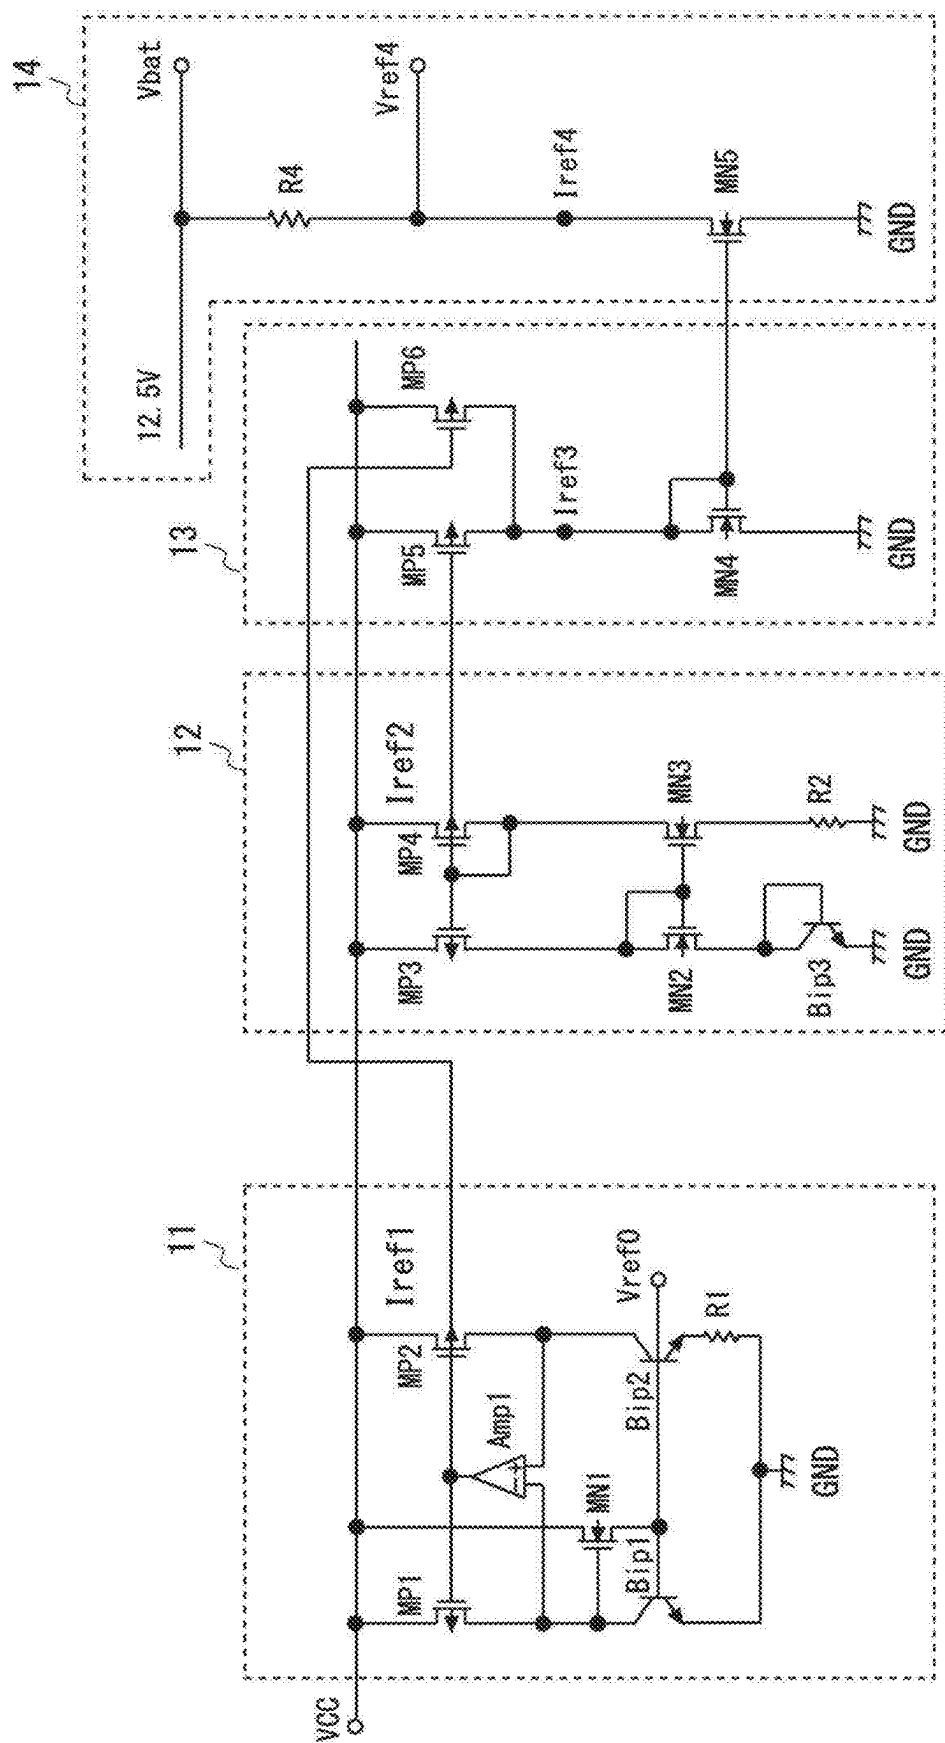 14
Vbat
12.5V
R4
Vref4
Iref4
MN5
GND
13
MP6
MP5
Iref3
MN4
GND
12
Iref2
MP4
MP3
MN3
MN2
R2
Bip3
GND
GND
11
VCC
Iref1
MP2
MP1
Amp1
MN1
Vref0
Bip2
Bip1
R1
GND